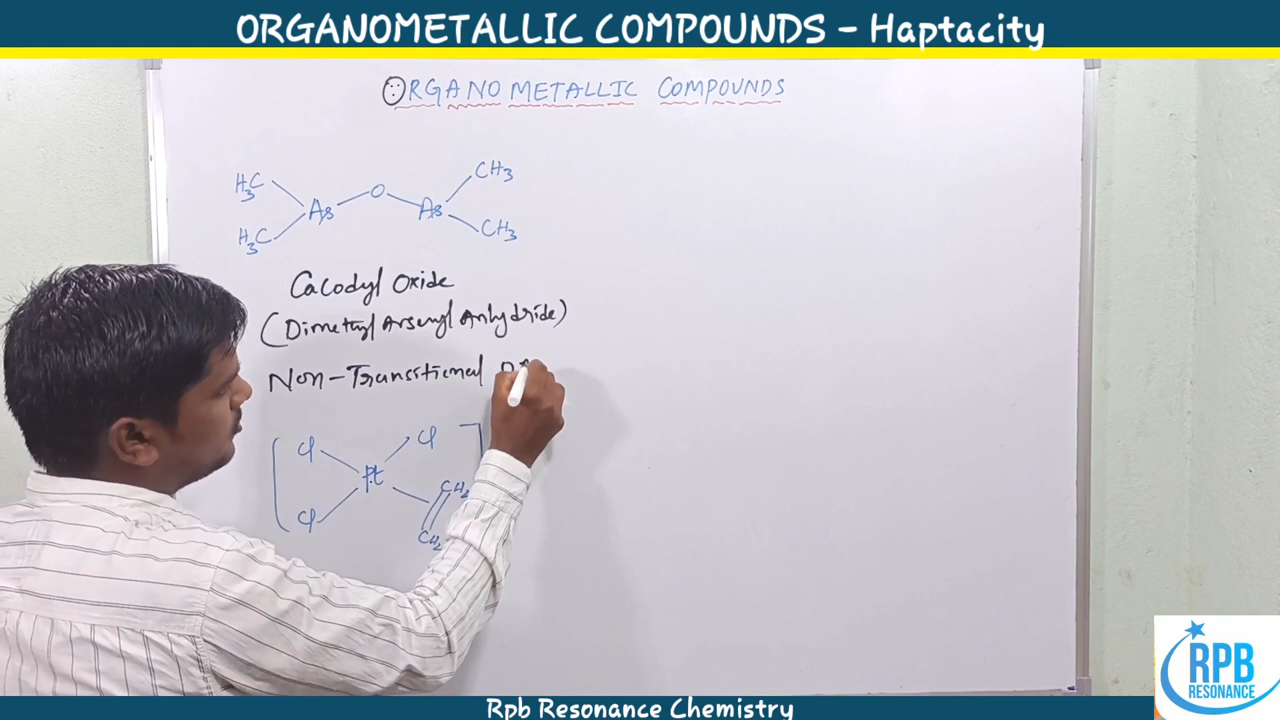 ORGANOMETALLIC COMPOUNDS – Haptacity
ORGANO METALLIC COMPOUNDS
H3C As O As CH3
H3C CH3
Cacodyl Oxide
(Dimethyl Arsenyl Anhydride)
Non-Transitional
Cl Cl
Pt
CH2
Cl
CH2
RPB
RESONANCE
Rpb Resonance Chemistry